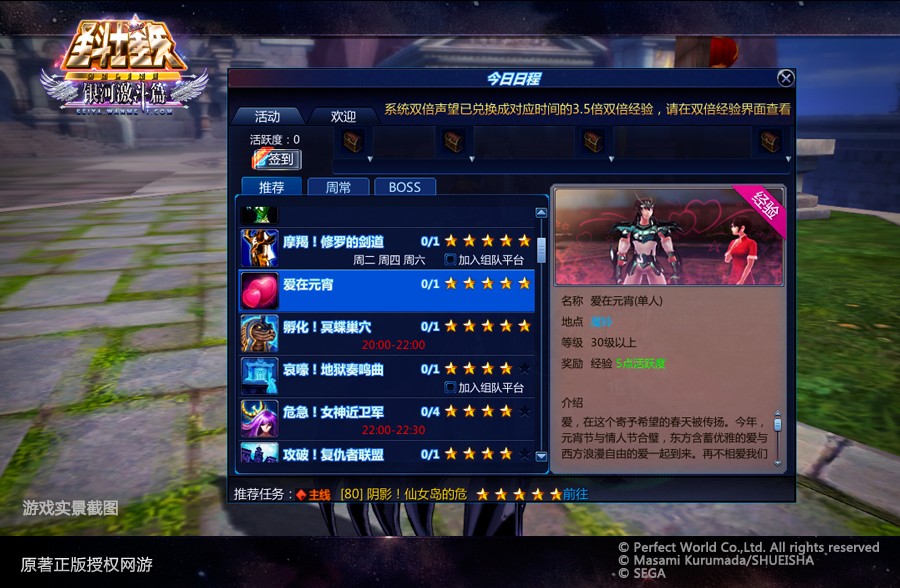 圣斗士星矢
ONLINE
银河激斗篇
SEIYA.WANMEI.COM
今日日程
活动
欢迎
系统双倍声望已兑换成对应时间的3.5倍双倍经验，请在双倍经验界面查看
活跃度：0
签到
推荐
周常
BOSS
摩羯！修罗的剑道 0/1
周二 周四 周六 加入组队平台
爱在元宵 0/1
孵化！冥蝶巢穴 0/1
20:00-22:00
哀嚎！地狱奏鸣曲 0/1
加入组队平台
危急！女神近卫军 0/4
22:00-22:30
攻破！复仇者联盟 0/1
经验
名称 爱在元宵(单人)
地点
等级 30级以上
奖励 经验 5点活跃度
介绍
爱，在这个寄予希望的春天被传扬。今年，
元宵节与情人节合璧，东方含蓄优雅的爱与
西方浪漫自由的爱一起到来。再不相爱我们
推荐任务： 主线 [80] 阴影！仙女岛的危 前往
游戏实景截图
原著正版授权网游
© Perfect World Co.,Ltd. All rights reserved
© Masami Kurumada/SHUEISHA
© SEGA